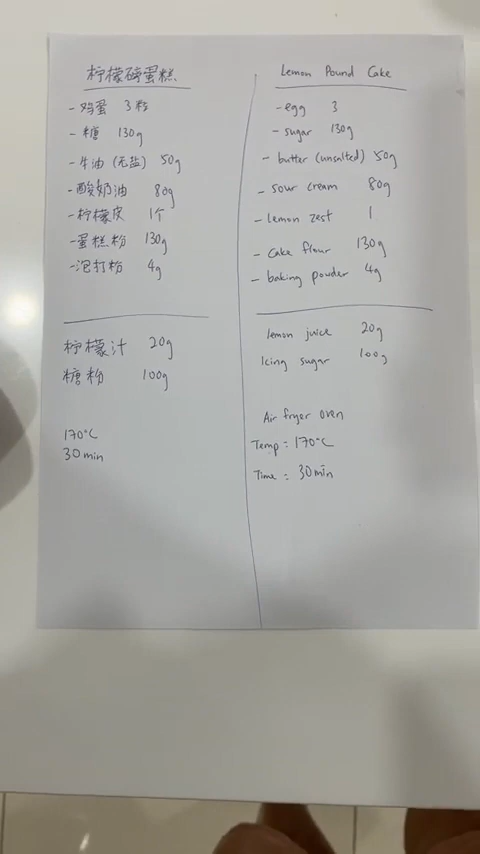 柠檬磅蛋糕
-鸡蛋 3粒
-糖 130g
-牛油(无盐) 50g
-酸奶油 80g
-柠檬皮 1个
-蛋糕粉 130g
-泡打粉 4g
柠檬汁 20g
糖粉 100g
170°C
30min
Lemon Pound Cake
-egg 3
-sugar 130g
-butter (unsalted) 50g
-sour cream 80g
-lemon zest 1
-cake flour 130g
-baking powder 4g
lemon juice 20g
Icing sugar 100g
Air fryer oven
Temp = 170°C
Time = 30min